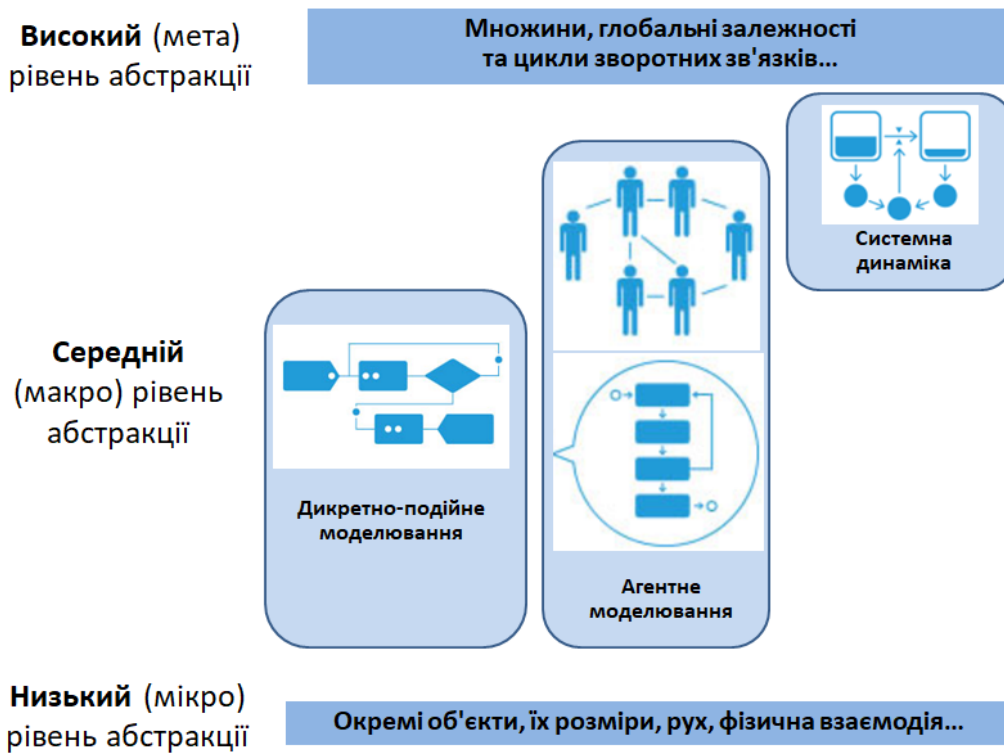 Високий (мета)
рівень абстракції
Множини, глобальні залежності
та цикли зворотних зв'язків...
Системна
динаміка
Середній
(макро) рівень
абстракції
Дикретно-подійне
моделювання
Агентне
моделювання
Низький (мікро)
рівень абстракції
Окремі об'єкти, їх розміри, рух, фізична взаємодія...